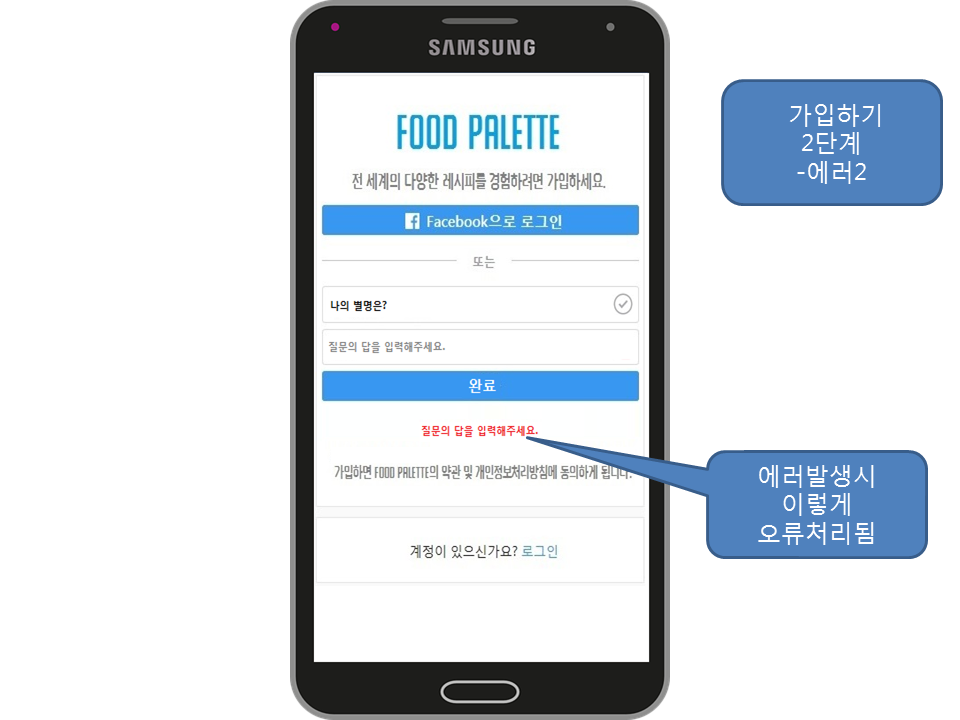 SAMSUNG
FOOD PALETTE
전 세계의 다양한 레시피를 경험하려면 가입하세요.
Facebook으로 로그인
또는
나의 별명은?
질문의 답을 입력해주세요.
완료
질문의 답을 입력해주세요.
가입하면 FOOD PALETTE의 약관 및 개인정보처리방침에 동의하게 됩니다.
계정이 있으신가요? 로그인
가입하기
2단계
-에러2
에러발생시
이렇게
오류처리됨